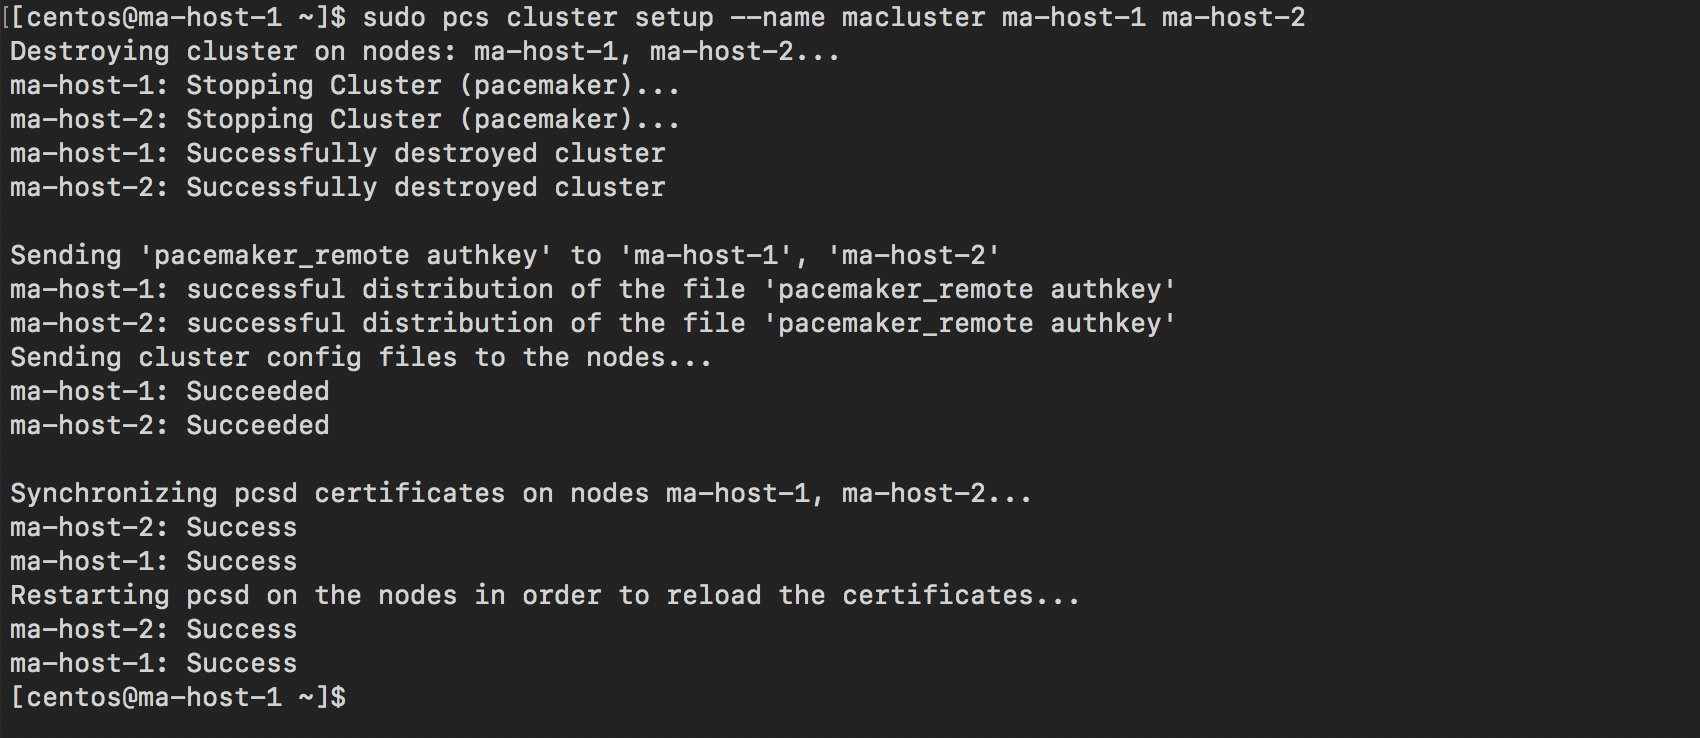 [[centos@ma-host-1 ~]$ sudo pcs cluster setup --name macluster ma-host-1 ma-host-2
Destroying cluster on nodes: ma-host-1, ma-host-2...
ma-host-1: Stopping Cluster (pacemaker)...
ma-host-2: Stopping Cluster (pacemaker)...
ma-host-1: Successfully destroyed cluster
ma-host-2: Successfully destroyed cluster

Sending 'pacemaker_remote authkey' to 'ma-host-1', 'ma-host-2'
ma-host-1: successful distribution of the file 'pacemaker_remote authkey'
ma-host-2: successful distribution of the file 'pacemaker_remote authkey'
Sending cluster config files to the nodes...
ma-host-1: Succeeded
ma-host-2: Succeeded

Synchronizing pcsd certificates on nodes ma-host-1, ma-host-2...
ma-host-2: Success
ma-host-1: Success
Restarting pcsd on the nodes in order to reload the certificates...
ma-host-2: Success
ma-host-1: Success
[centos@ma-host-1 ~]$